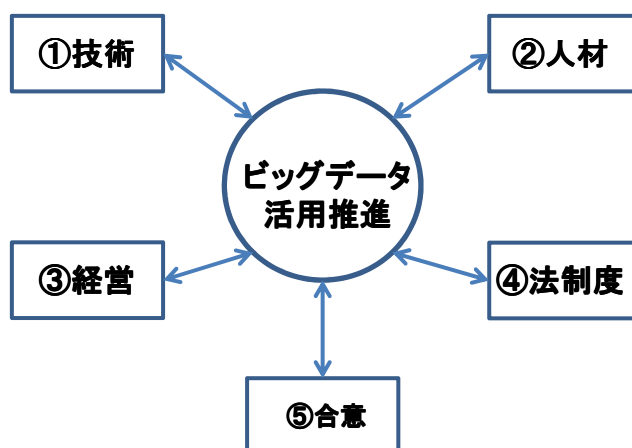 ①技術
②人材
ビッグデータ
活用推進
③経営
④法制度
⑤合意